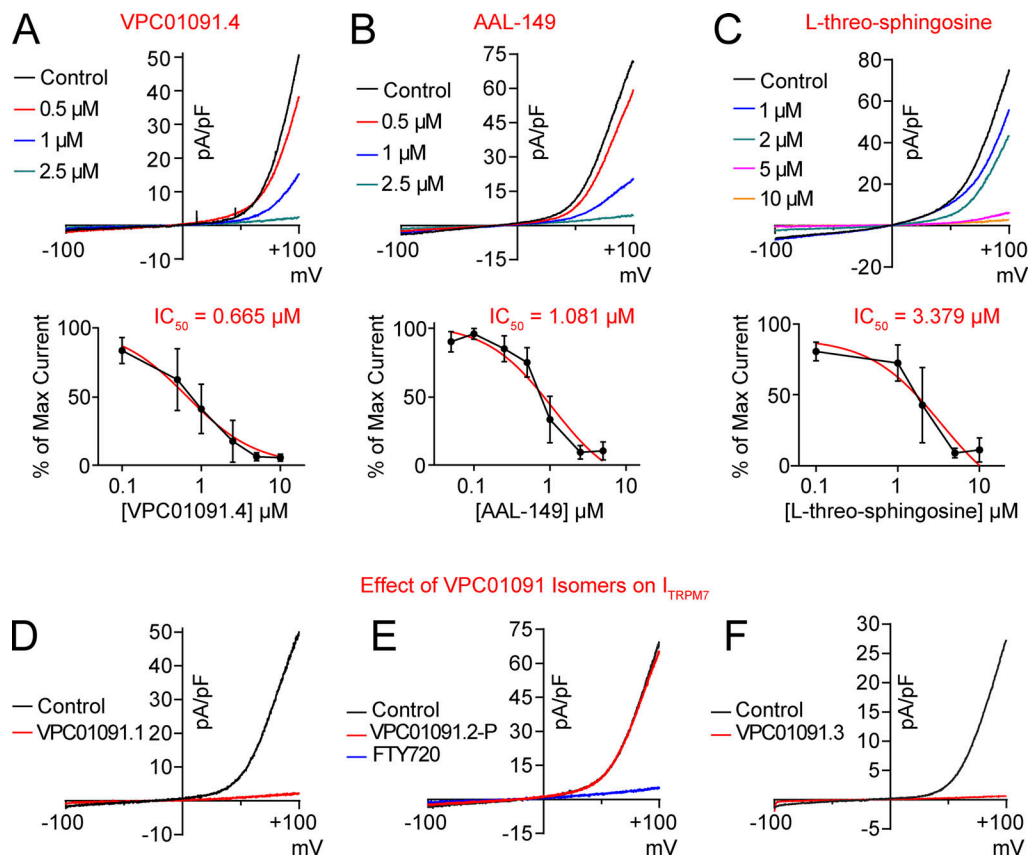 A
VPC01091.4
Control
0.5 µM
1 µM
2.5 µM
50
40
30
20
10
-10
pA/pF
-100
+100
mV
B
AAL-149
Control
0.5 µM
1 µM
2.5 µM
75
60
45
30
15
-15
pA/pF
-100
+100
mV
C
L-threo-sphingosine
Control
1 µM
2 µM
5 µM
10 µM
80
60
40
20
-20
pA/pF
-100
+100
mV
IC50 = 0.665 µM
% of Max Current
100
50
0
0.1 1 10
[VPC01091.4] µM
IC50 = 1.081 µM
% of Max Current
100
50
0
0.1 1 10
[AAL-149] µM
IC50 = 3.379 µM
% of Max Current
100
50
0
0.1 1 10
[L-threo-sphingosine] µM
Effect of VPC01091 Isomers on ITRPM7
D
Control
VPC01091.1
50
40
30
20
10
-10
pA/pF
-100
+100
mV
E
Control
VPC01091.2-P
FTY720
75
60
45
30
15
-15
pA/pF
-100
+100
mV
F
Control
VPC01091.3
30
25
20
15
10
5
-5
pA/pF
-100
+100
mV